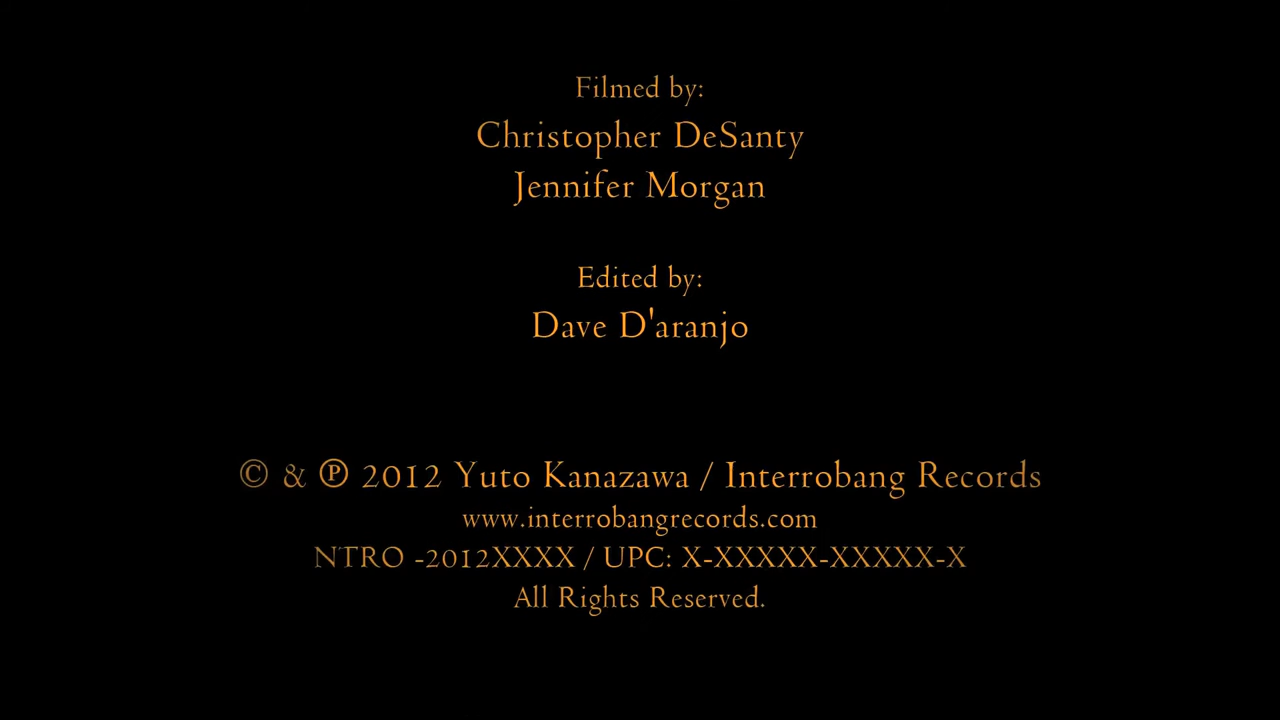 Filmed by:
Christopher DeSanty
Jennifer Morgan
Edited by:
Dave D'aranjo
© & ℗ 2012 Yuto Kanazawa / Interrobang Records
www.interrobangrecords.com
NTRO -2012XXXX / UPC: X-XXXXX-XXXXX-X
All Rights Reserved.